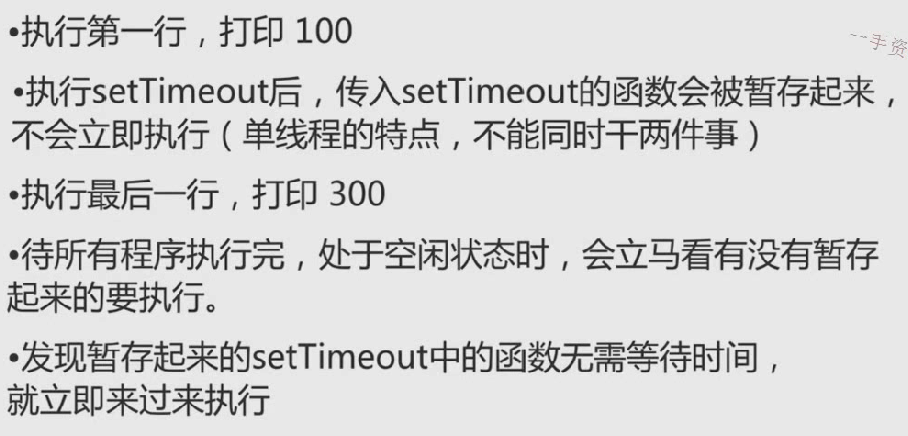 •执行第一行，打印 100
~~手资
•执行setTimeout后，传入setTimeout的函数会被暂存起来，
不会立即执行（单线程的特点，不能同时干两件事）
•执行最后一行，打印 300
•待所有程序执行完，处于空闲状态时，会立马看有没有暂存
起来的要执行。
•发现暂存起来的setTimeout中的函数无需等待时间，
就立即来过来执行